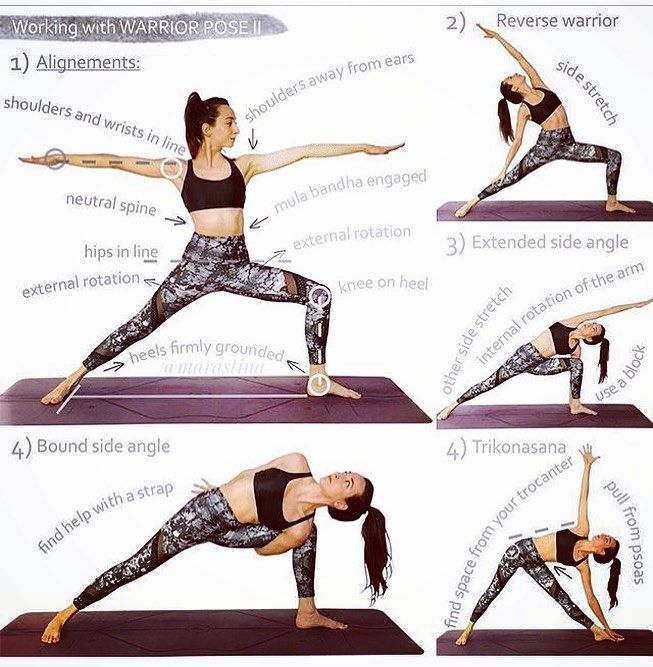 Working with WARRIOR POSE II
1) Alignements:
shoulders and wrists in line
shoulders away from ears
neutral spine
mula bandha engaged
hips in line
external rotation
external rotation
knee on heel
heels firmly grounded
@marastina
2) Reverse warrior
side stretch
3) Extended side angle
other side stretch
internal rotation of the arm
use a block
4) Bound side angle
find help with a strap
4) Trikonasana
find space from your trocanter
pull from psoas